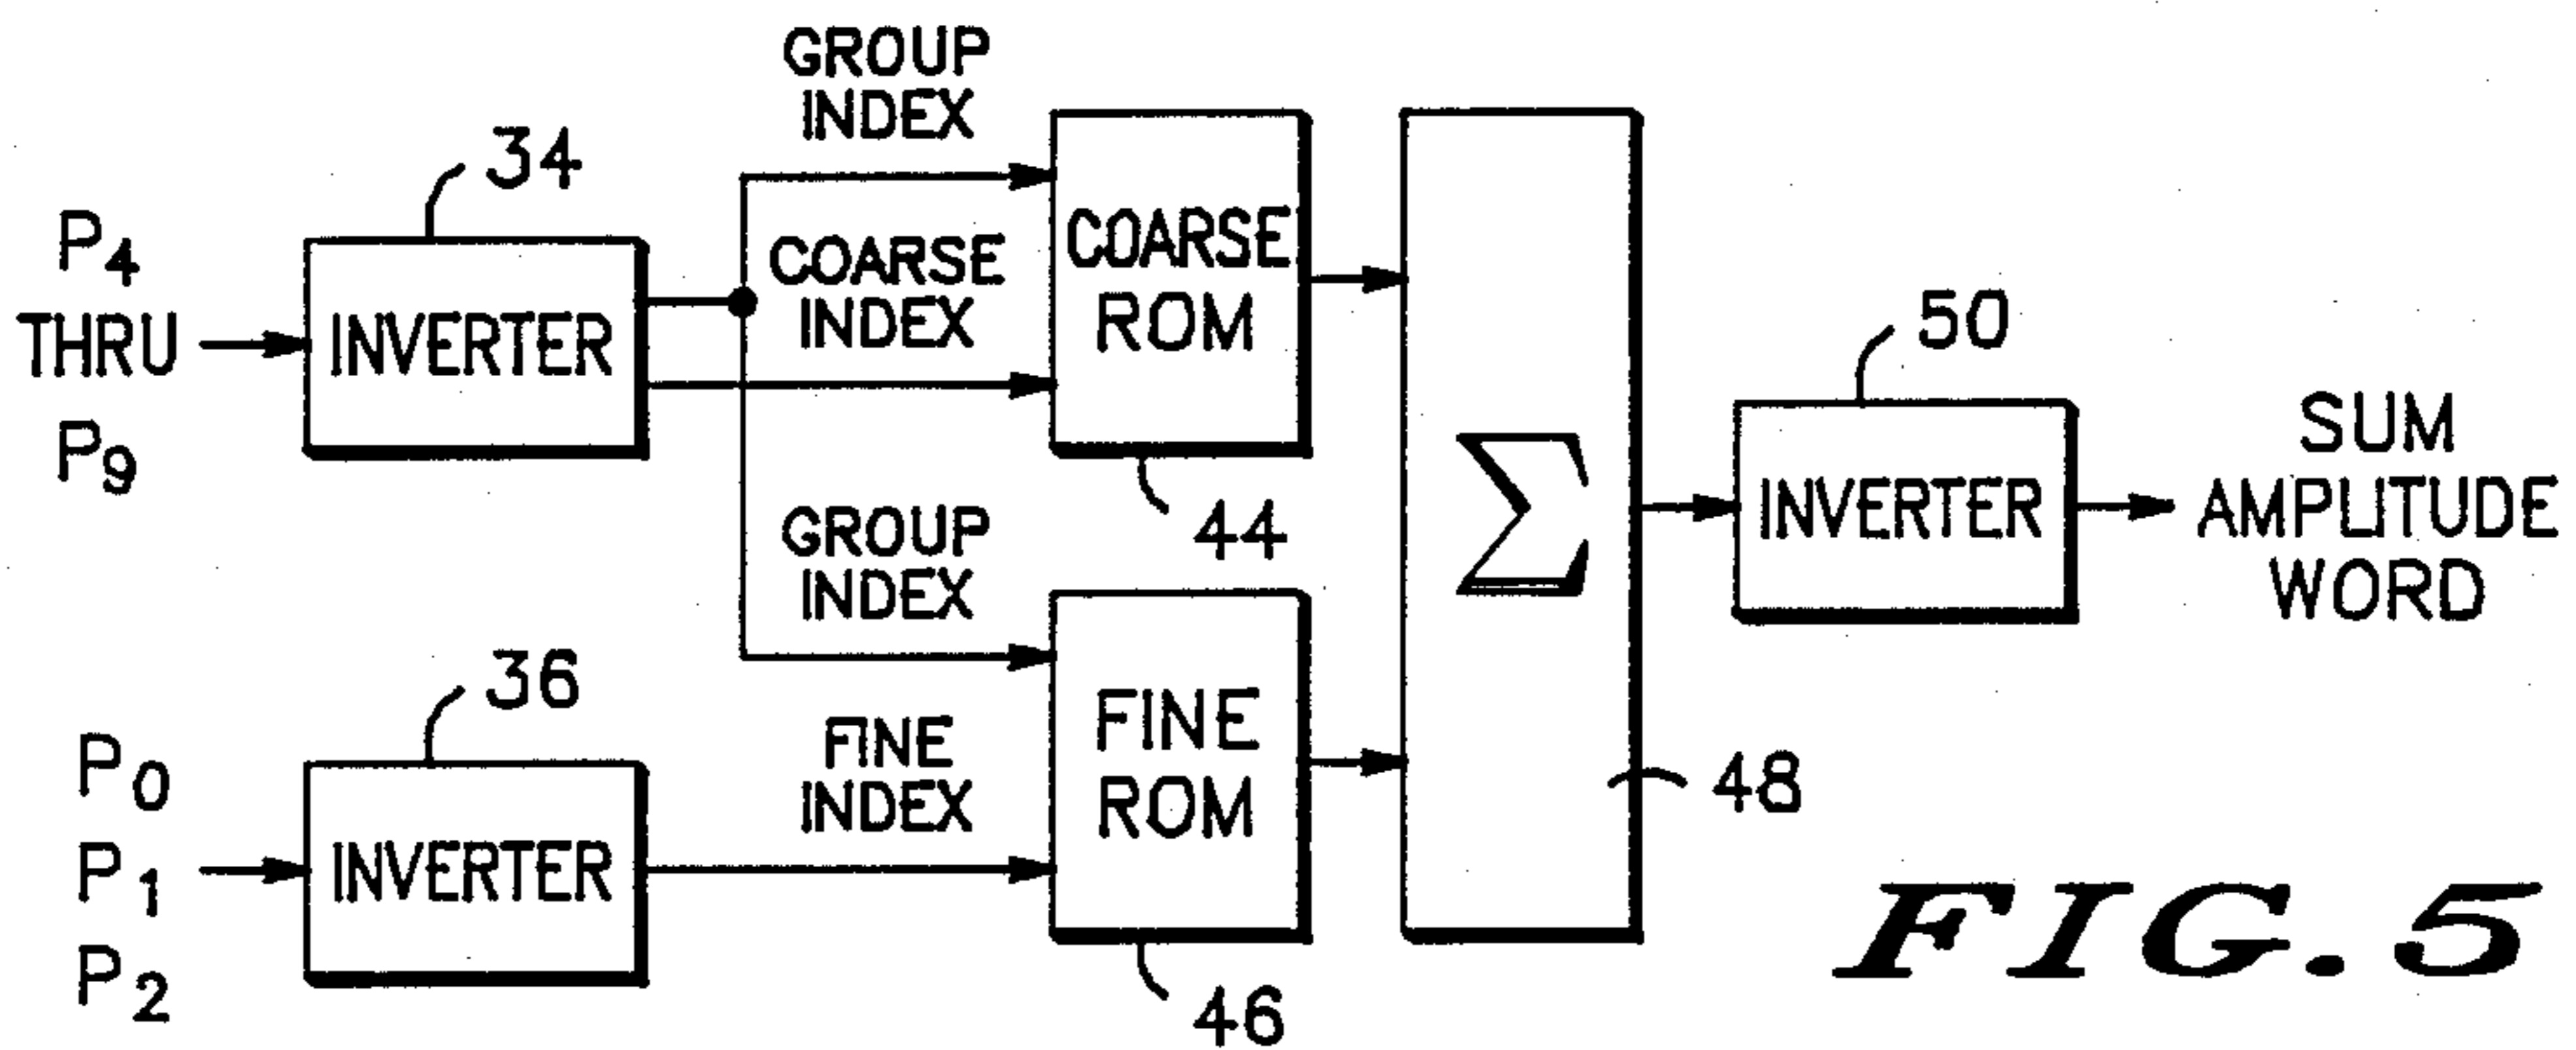 P4
THRU
P9
34
INVERTER
GROUP
INDEX
COARSE
INDEX
COARSE
ROM
44
P0
P1
P2
36
INVERTER
GROUP
INDEX
FINE
INDEX
FINE
ROM
46
Σ
48
50
INVERTER
SUM
AMPLITUDE
WORD
FIG.5